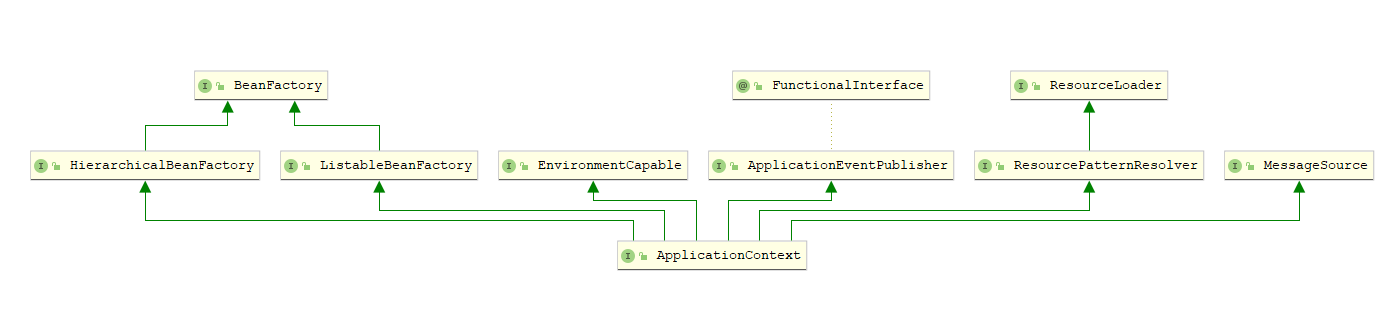 BeanFactory
FunctionalInterface
ResourceLoader
HierarchicalBeanFactory
ListableBeanFactory
EnvironmentCapable
ApplicationEventPublisher
ResourcePatternResolver
MessageSource
ApplicationContext